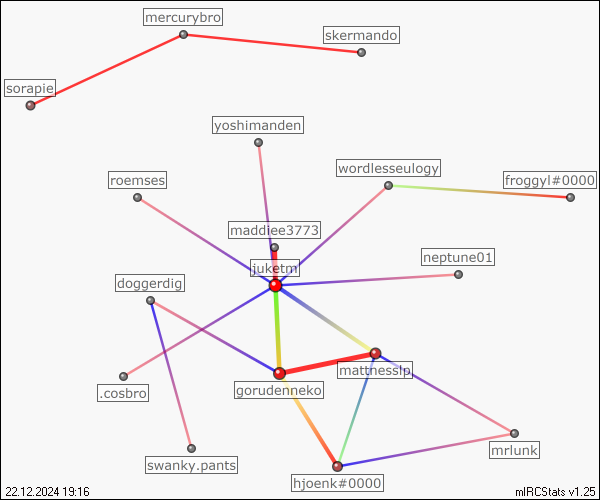 mercurybro
skermando
sorapie
yoshimanden
wordlesseulogy
roemses
froggyl#0000
maddiee3773
neptune01
juketm
doggerdig
mattnesslp
.cosbro
gorudenneko
mrlunk
swanky.pants
hjoenk#0000
22.12.2024 19:16
mIRCStats v1.25